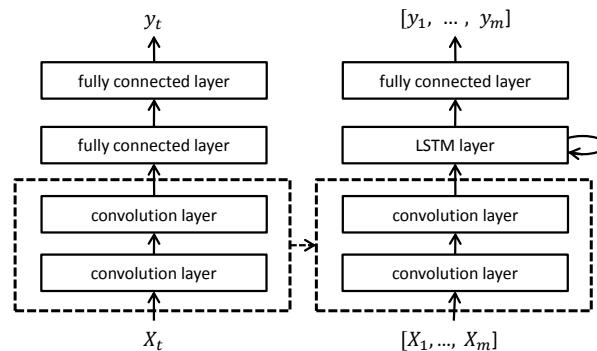 y_t
fully connected layer
fully connected layer
convolution layer
convolution layer
X_t
[y_1, … , y_m]
fully connected layer
LSTM layer
convolution layer
convolution layer
[X_1,…, X_m]